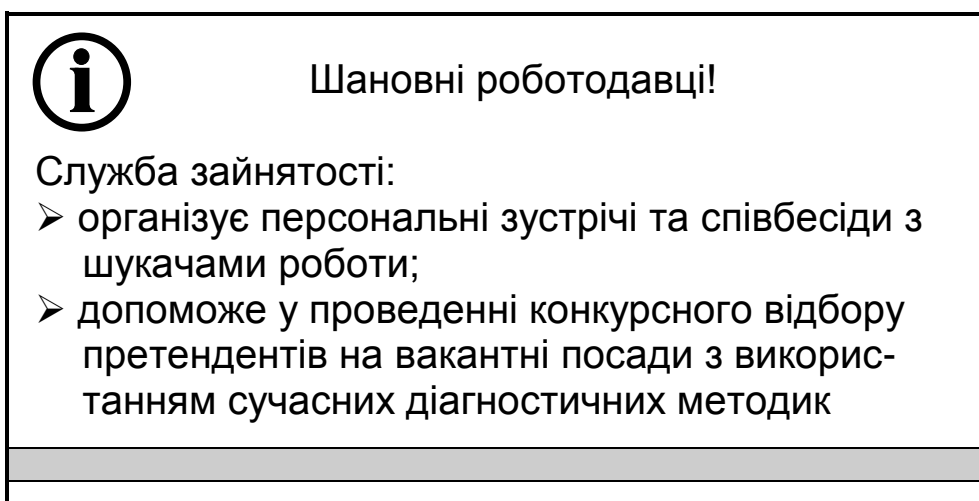 Шановні роботодавці!
Служба зайнятості:
➢ організує персональні зустрічі та співбесіди з
шукачами роботи;
➢ допоможе у проведенні конкурсного відбору
претендентів на вакантні посади з викорис-
танням сучасних діагностичних методик